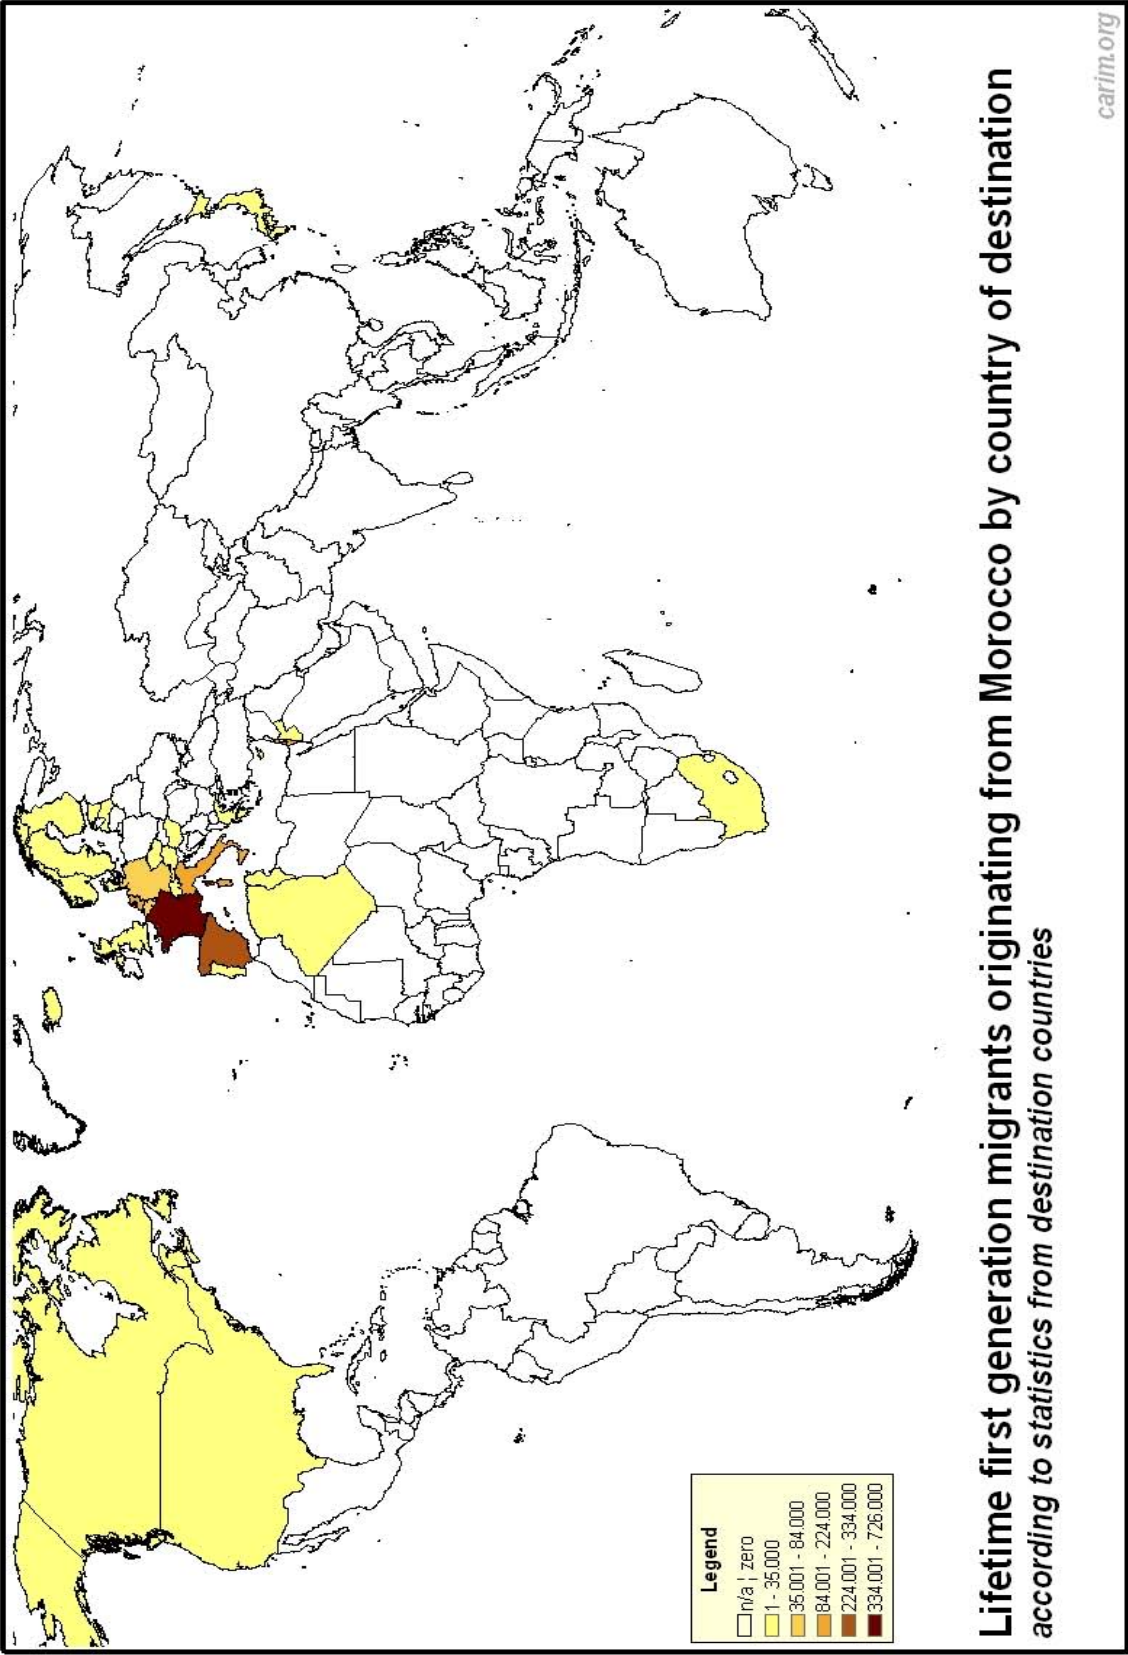 Legend
n/a ¦ zero
1 - 35.000
35.001 - 84.000
84.001 - 224.000
224.001 - 334.000
334.001 - 726.000
Lifetime first generation migrants originating from Morocco by country of destination
according to statistics from destination countries
carim.org